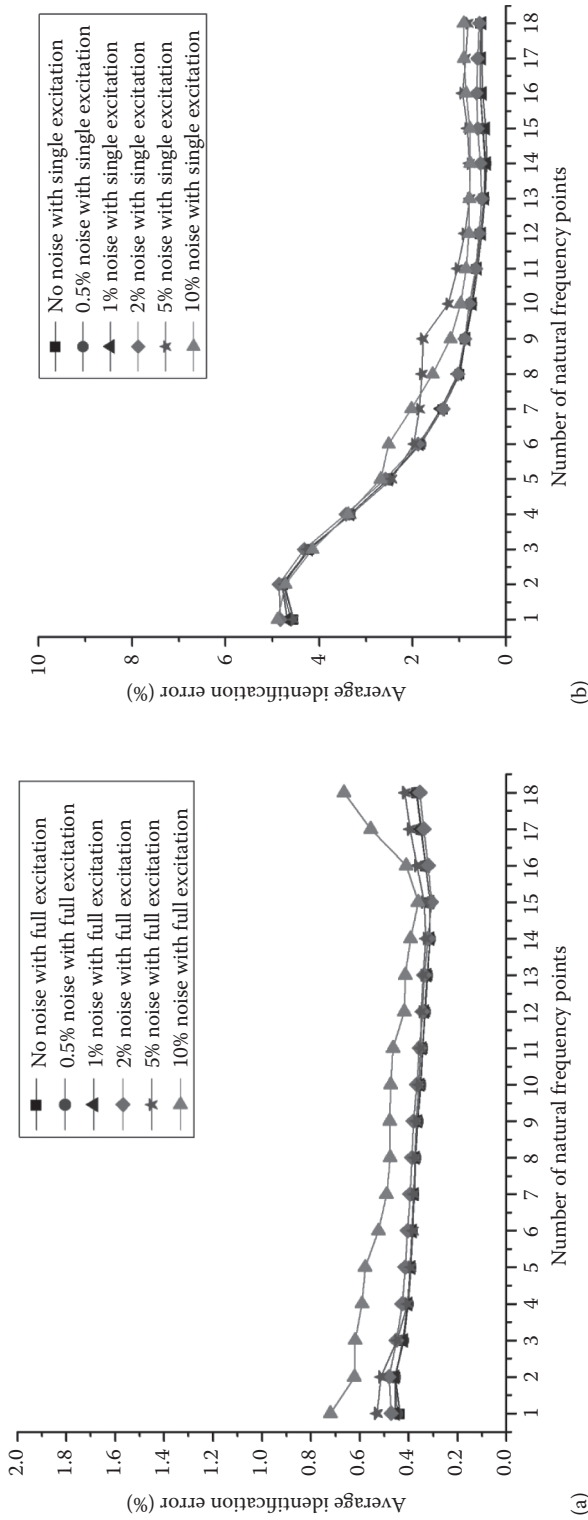 2.0
1.8
1.6
1.4
1.2
1.0
0.8
0.6
0.4
0.2
0.0
Average identification error (%)
No noise with full excitation
0.5% noise with full excitation
1% noise with full excitation
2% noise with full excitation
5% noise with full excitation
10% noise with full excitation
1 2 3 4 5 6 7 8 9 10 11 12 13 14 15 16 17 18
Number of natural frequency points
(a)
10
8
6
4
2
0
Average identification error (%)
No noise with single excitation
0.5% noise with single excitation
1% noise with single excitation
2% noise with single excitation
5% noise with single excitation
10% noise with single excitation
1 2 3 4 5 6 7 8 9 10 11 12 13 14 15 16 17 18
Number of natural frequency points
(b)